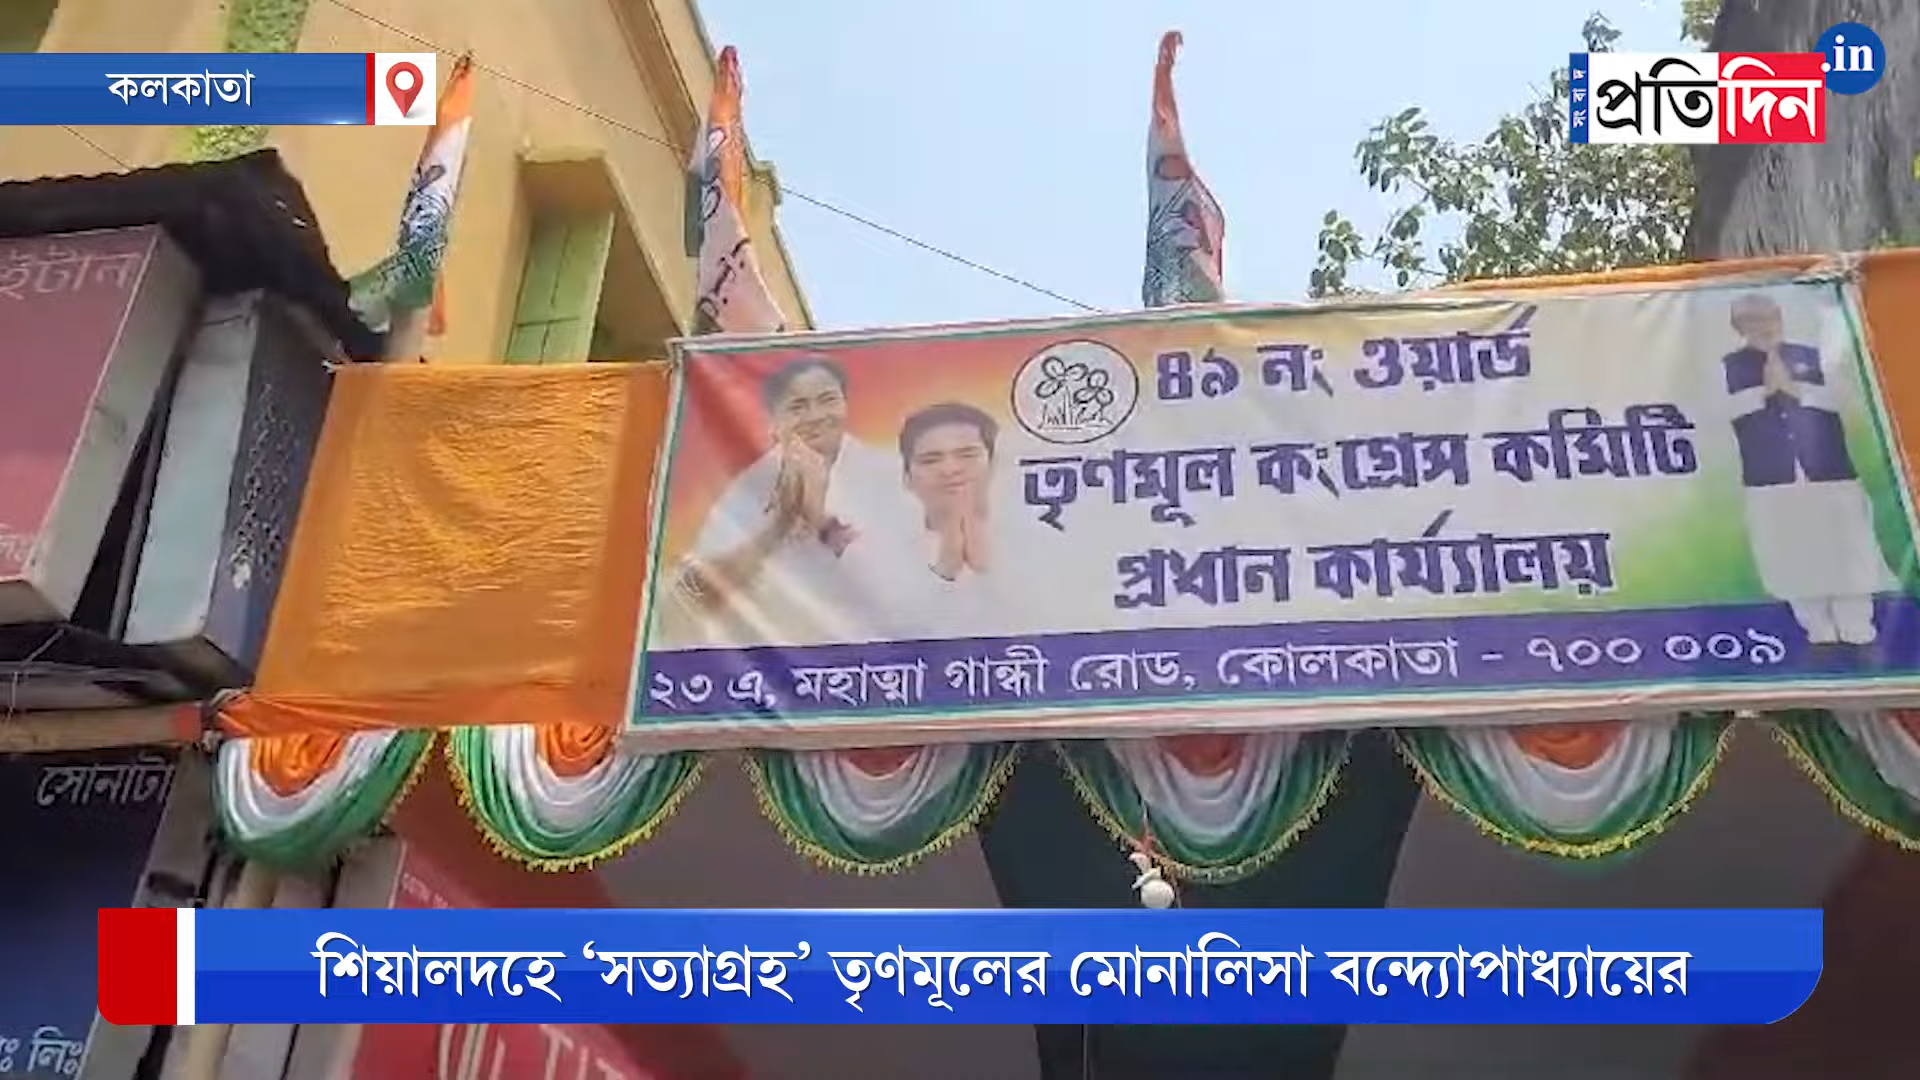 কলকাতা
সংবাদ
প্রতিদিন
.in
৪৯ নং ওয়ার্ড
তৃণমূল কংগ্রেস কমিটি
প্রধান কার্য্যালয়
২৩ এ, মহাত্মা গান্ধী রোড, কোলকাতা - ৭০০ ০০৯
সোনাটা
শিয়ালদহে ‘সত্যাগ্রহ’ তৃণমূলের মোনালিসা বন্দ্যোপাধ্যায়ের